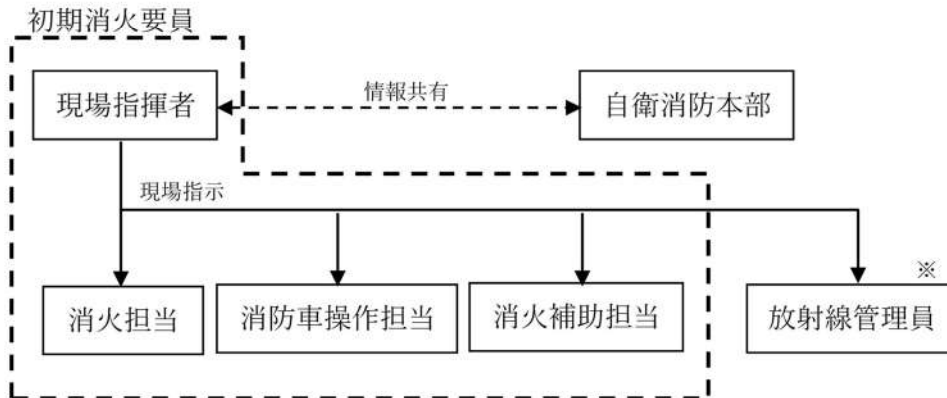 初期消火要員
現場指揮者
情報共有
自衛消防本部
現場指示
※
消火担当
消防車操作担当
消火補助担当
放射線管理員